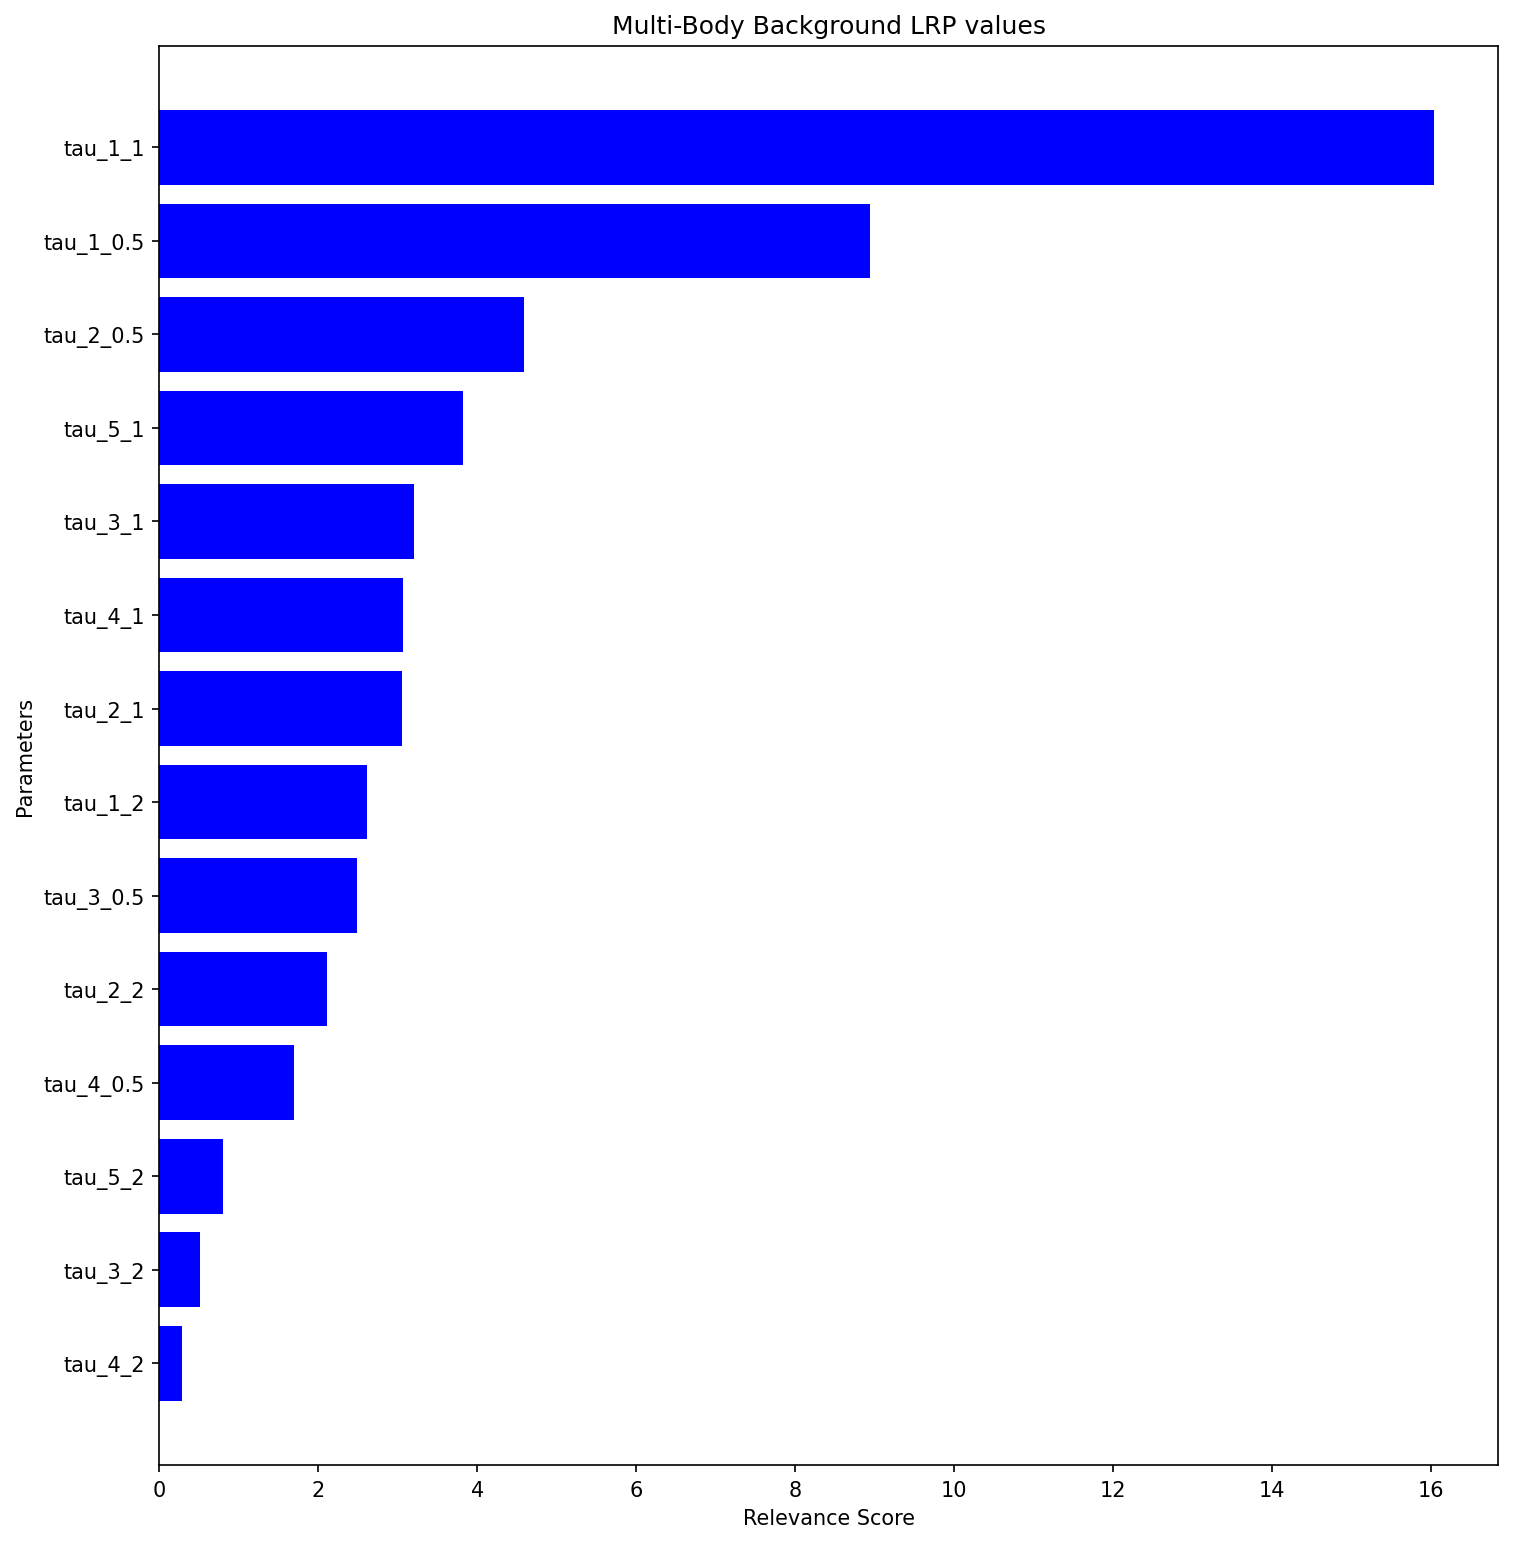 Multi-Body Background LRP values
tau_1_1
tau_1_0.5
tau_2_0.5
tau_5_1
tau_3_1
tau_4_1
tau_2_1
tau_1_2
tau_3_0.5
tau_2_2
tau_4_0.5
tau_5_2
tau_3_2
tau_4_2
Parameters
0 2 4 6 8 10 12 14 16
Relevance Score